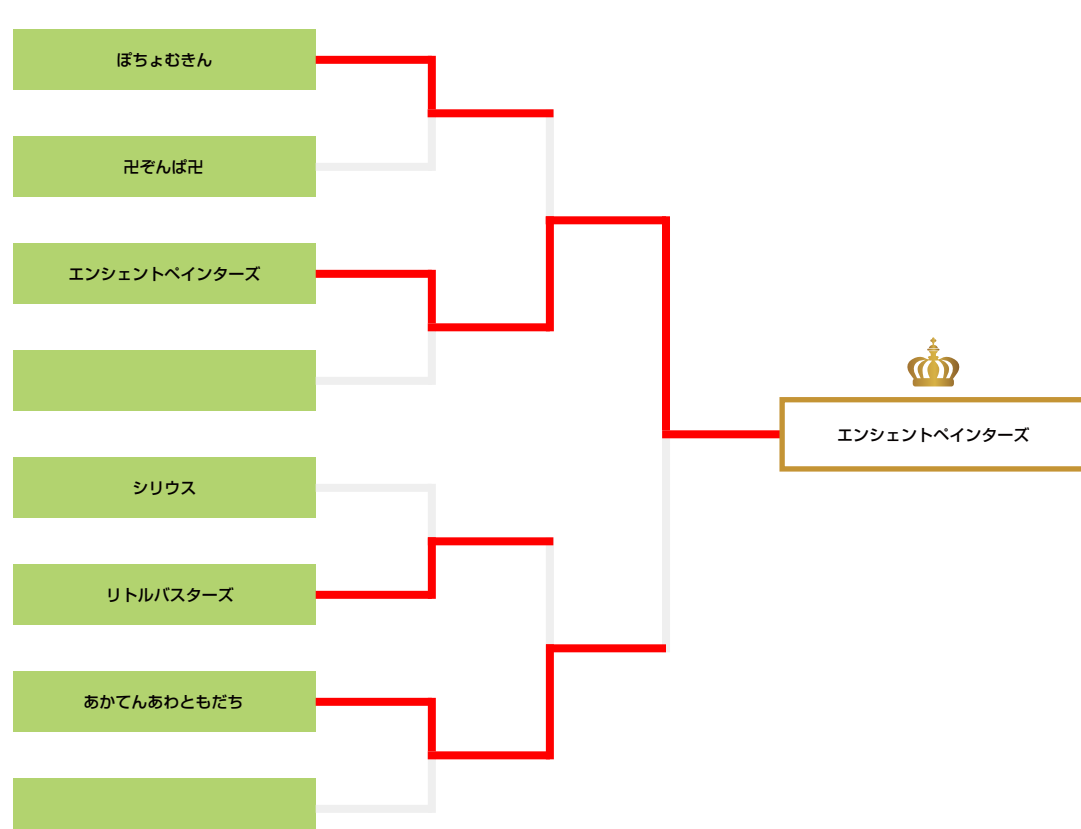 ぽちょむきん
卍ぞんぱ卍
エンシェントペインターズ
エンシェントペインターズ
シリウス
リトルバスターズ
あかてんあわともだち